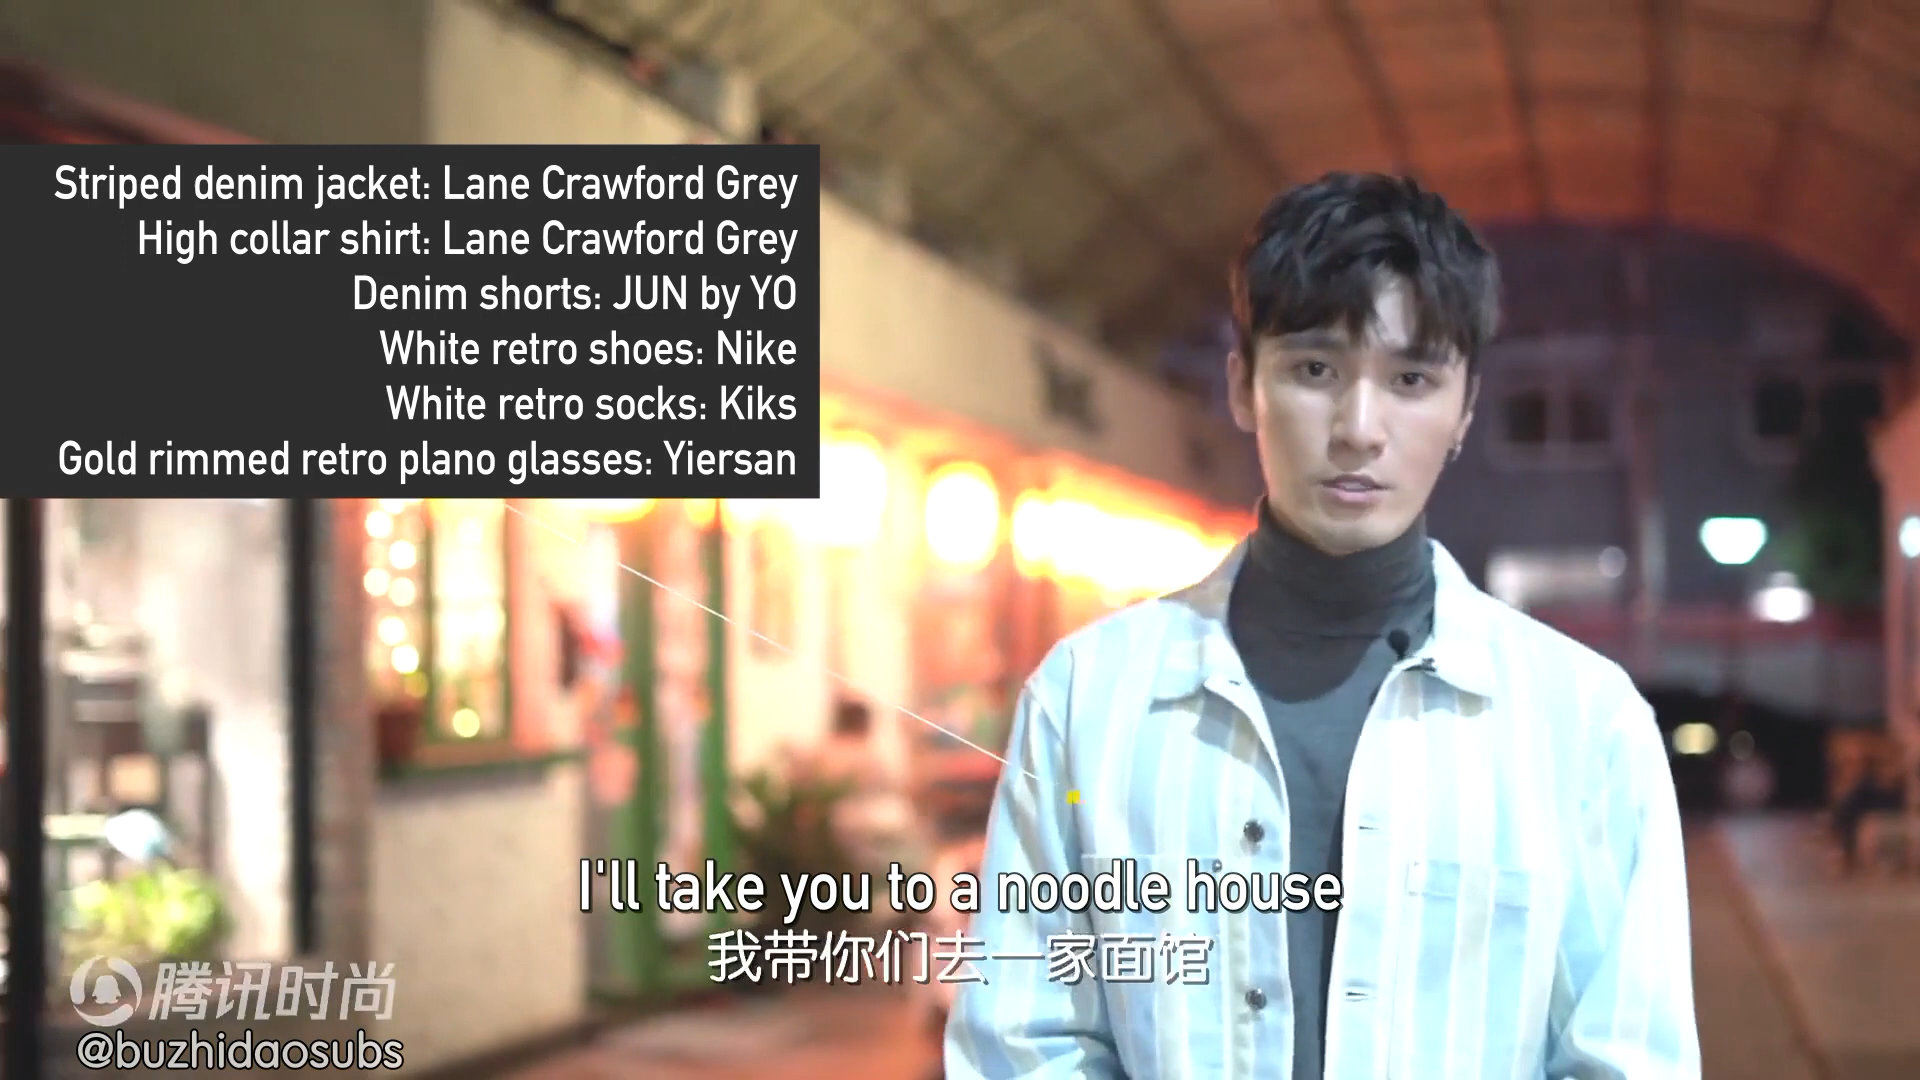 Striped denim jacket: Lane Crawford Grey
High collar shirt: Lane Crawford Grey
Denim shorts: JUN by YO
White retro shoes: Nike
White retro socks: Kiks
Gold rimmed retro plano glasses: Yiersan
I'll take you to a noodle house
我带你们去一家面馆
腾讯时尚
@buzhidaosubs